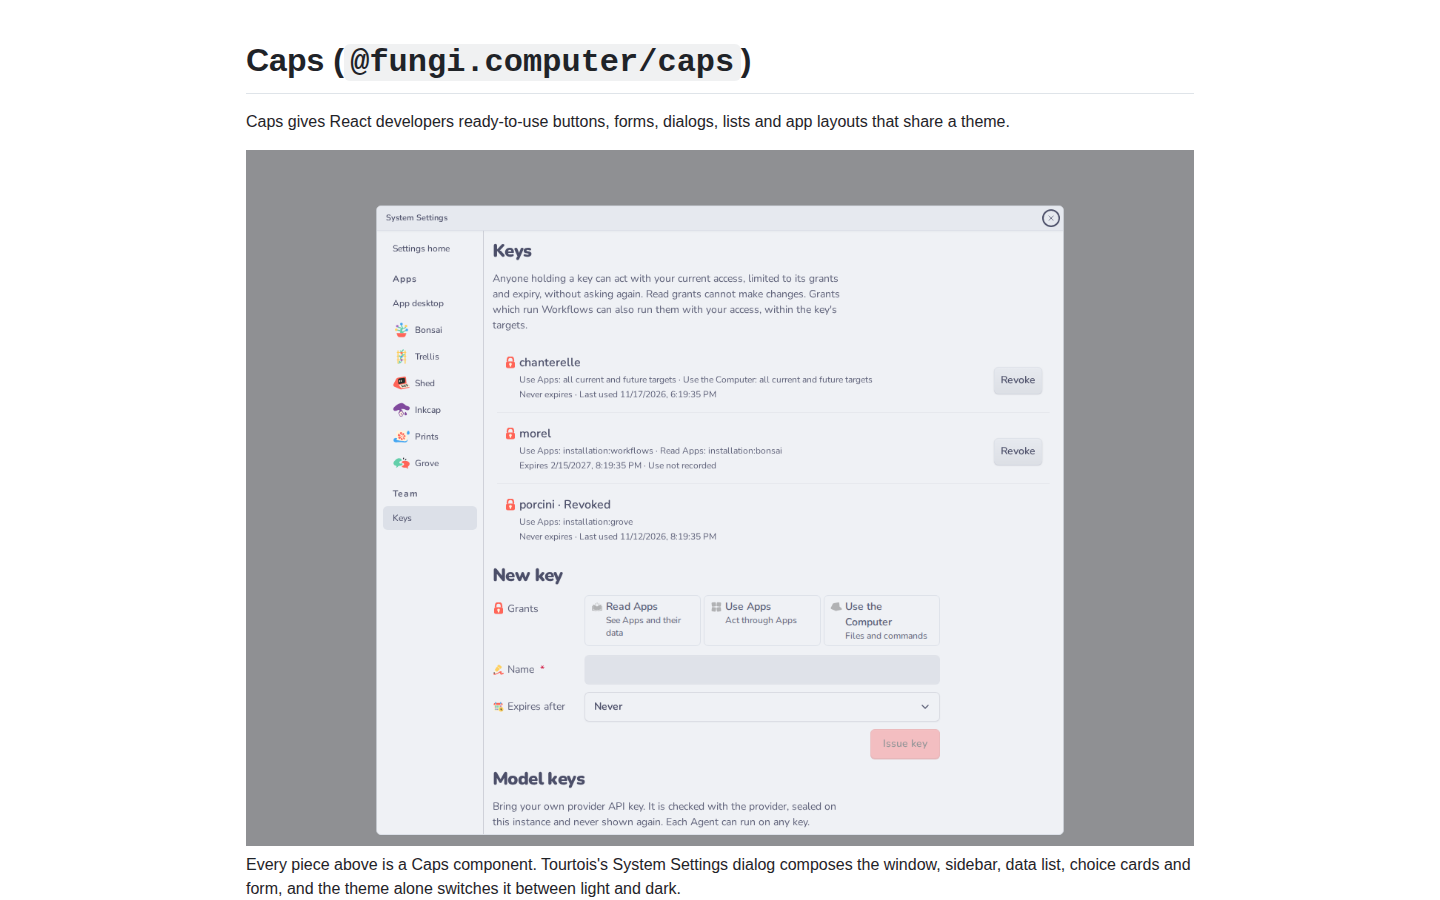 Caps (@fungi.computer/caps)
Caps gives React developers ready-to-use buttons, forms, dialogs, lists and app layouts that share a theme.
System Settings
Settings home
Apps
App desktop
Bonsai
Trellis
Shed
Inkcap
Prints
Grove
Team
Keys
Keys
Anyone holding a key can act with your current access, limited to its grants
and expiry, without asking again. Read grants cannot make changes. Grants
which run Workflows can also run them with your access, within the key's
targets.
chanterelle
Use Apps: all current and future targets · Use the Computer: all current and future targets
Never expires · Last used 11/17/2026, 6:19:35 PM
Revoke
morel
Use Apps: installation:workflows · Read Apps: installation:bonsai
Expires 2/15/2027, 8:19:35 PM · Use not recorded
Revoke
porcini · Revoked
Use Apps: installation:grove
Never expires · Last used 11/12/2026, 8:19:35 PM
New key
Grants
Read Apps
See Apps and their
data
Use Apps
Act through Apps
Use the
Computer
Files and commands
Name *
Expires after
Never
Issue key
Model keys
Bring your own provider API key. It is checked with the provider, sealed on
this instance and never shown again. Each Agent can run on any key.
Every piece above is a Caps component. Tourtois's System Settings dialog composes the window, sidebar, data list, choice cards and
form, and the theme alone switches it between light and dark.